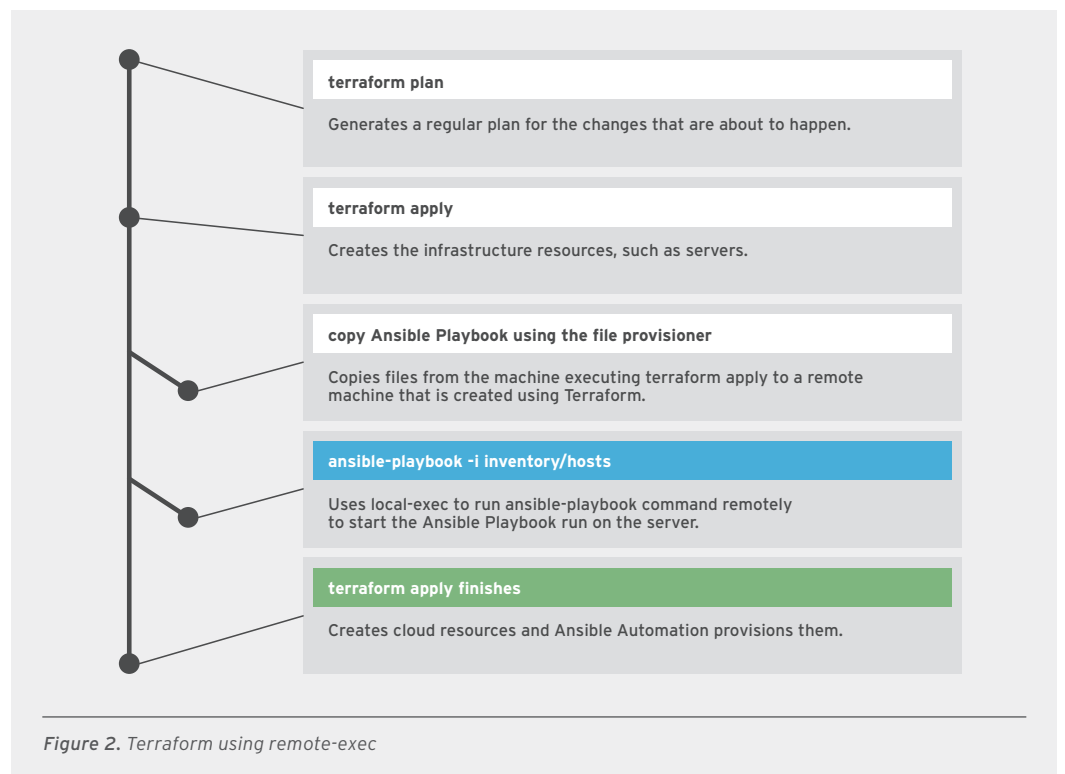 terraform plan
Generates a regular plan for the changes that are about to happen.
terraform apply
Creates the infrastructure resources, such as servers.
copy Ansible Playbook using the file provisioner
Copies files from the machine executing terraform apply to a remote
machine that is created using Terraform.
ansible-playbook -i inventory/hosts
Uses local-exec to run ansible-playbook command remotely
to start the Ansible Playbook run on the server.
terraform apply finishes
Creates cloud resources and Ansible Automation provisions them.
Figure 2. Terraform using remote-exec